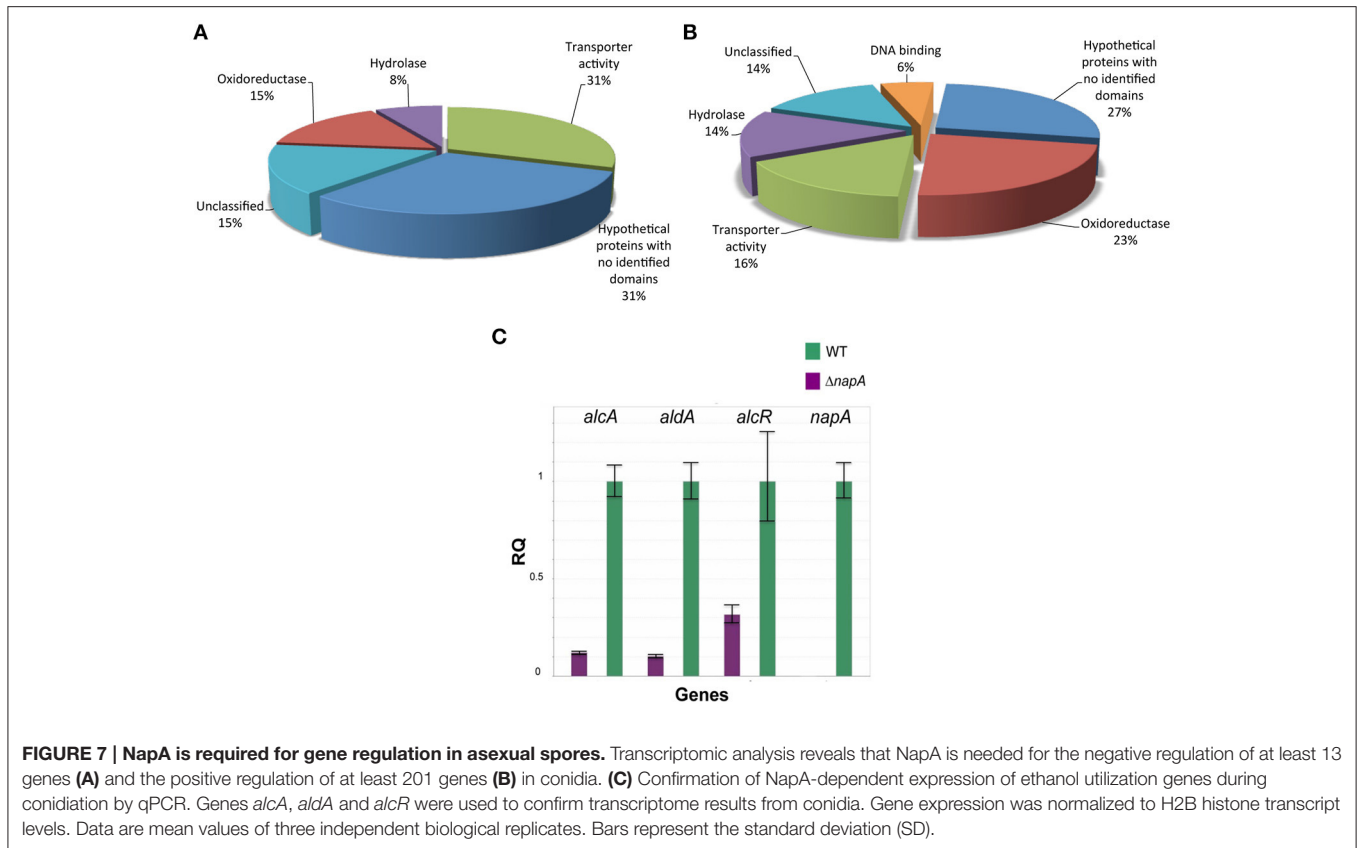 A
Transporter
activity
31%
Hydrolase
8%
Oxidoreductase
15%
Unclassified
15%
Hypothetical
proteins with
no identified
domains
31%
B
DNA binding
6%
Unclassified
14%
Hypothetical
proteins with
no identified
domains
27%
Hydrolase
14%
Transporter
activity
16%
Oxidoreductase
23%
C
WT
ΔnapA
alcA aldA alcR napA
1
RQ
0.5
0
Genes
FIGURE 7 | NapA is required for gene regulation in asexual spores. Transcriptomic analysis reveals that NapA is needed for the negative regulation of at least 13
genes (A) and the positive regulation of at least 201 genes (B) in conidia. (C) Confirmation of NapA-dependent expression of ethanol utilization genes during
conidiation by qPCR. Genes alcA, aldA and alcR were used to confirm transcriptome results from conidia. Gene expression was normalized to H2B histone transcript
levels. Data are mean values of three independent biological replicates. Bars represent the standard deviation (SD).